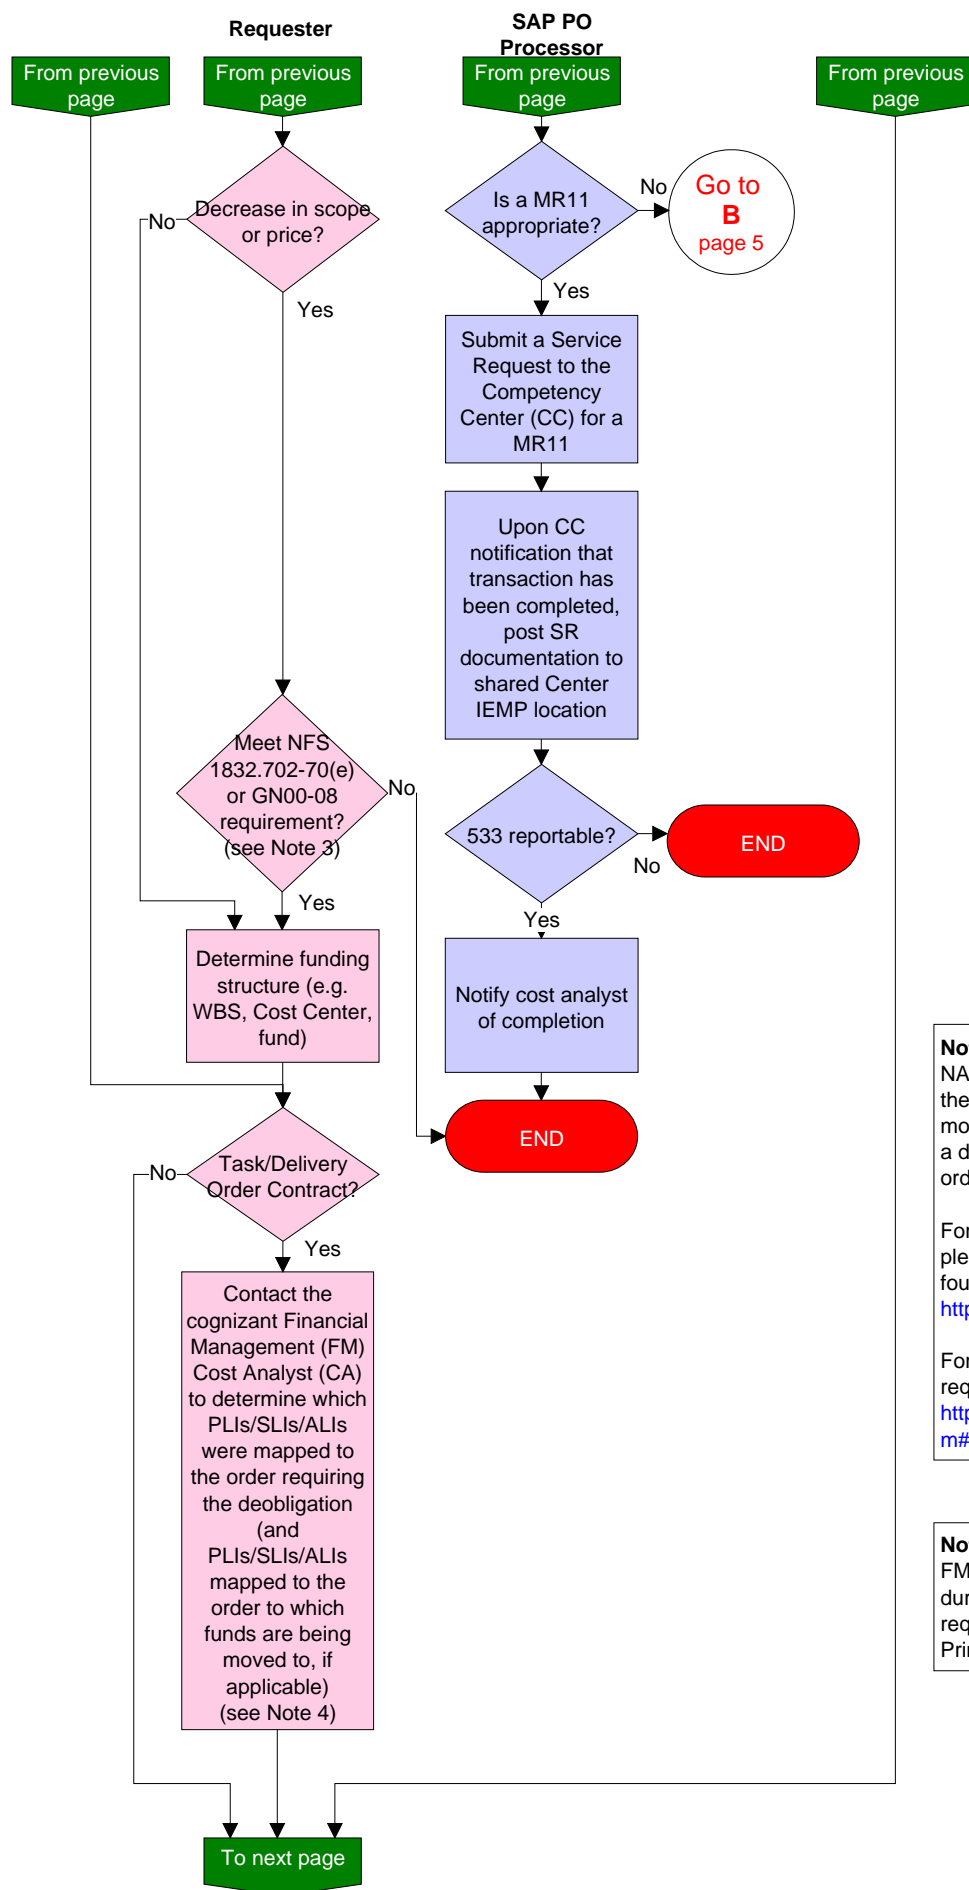 Requester
SAP PO
Processor
From previous
page
From previous
page
From previous
page
From previous
page
Decrease in scope
or price?
No
Yes
Is a MR11
appropriate?
No
Go to
B
page 5
Yes
Submit a Service
Request to the
Competency
Center (CC) for a
MR11
Upon CC
notification that
transaction has
been completed,
post SR
documentation to
shared Center
IEMP location
Meet NFS
1832.702-70(e)
or GN00-08
requirement?
(see Note 3)
No
Yes
533 reportable?
No
END
Yes
Determine funding
structure (e.g.
WBS, Cost Center,
fund)
Notify cost analyst
of completion
END
Task/Delivery
Order Contract?
No
Yes
Contact the
cognizant Financial
Management (FM)
Cost Analyst (CA)
to determine which
PLIs/SLIs/ALIs
were mapped to
the order requiring
the deobligation
(and
PLIs/SLIs/ALIs
mapped to the
order to which
funds are being
moved to, if
applicable)
(see Note 4)
To next page
the
a d
For
http
For
http
m#
FM